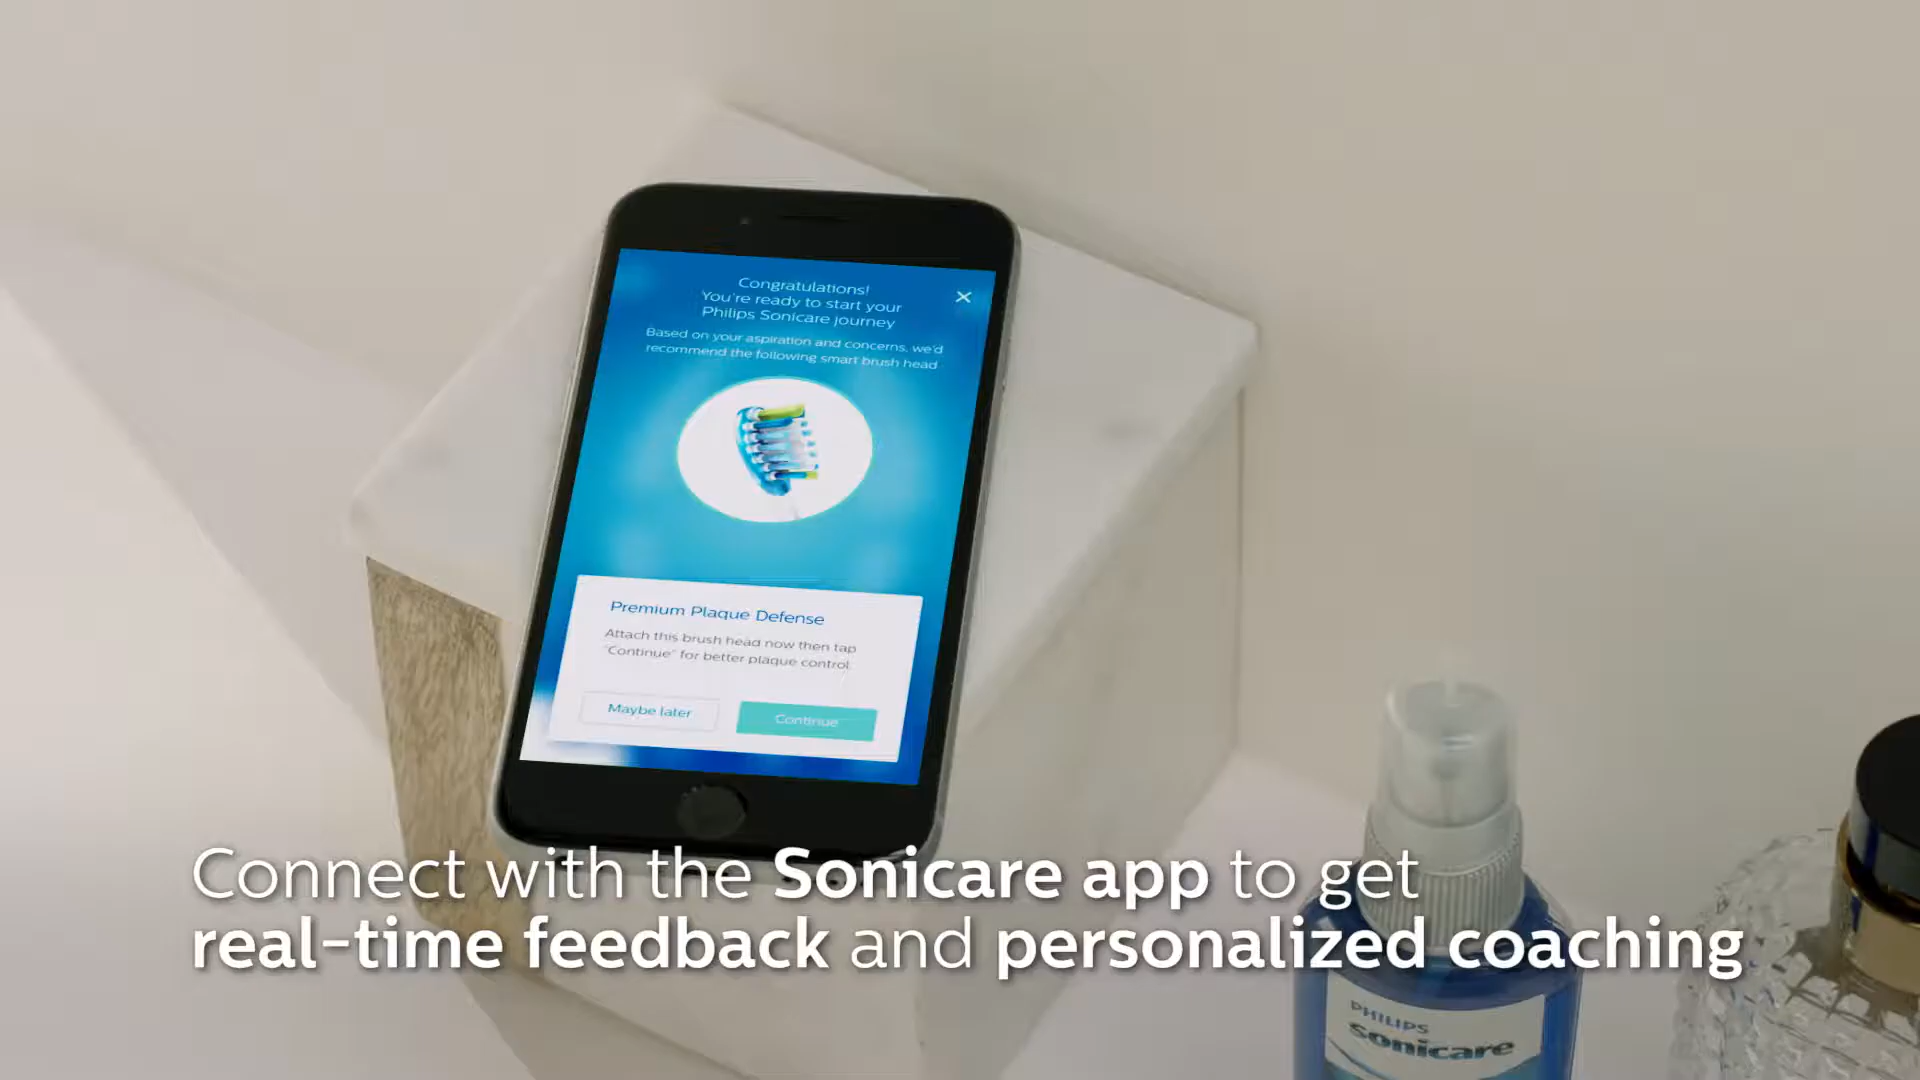 Congratulations!
You're ready to start your
Philips Sonicare journey
Based on your aspiration and concerns, we'd
recommend the following smart brush head
Premium Plaque Defense
Attach this brush head now then tap
"Continue" for better plaque control.
Maybe later
Continue
Connect with the Sonicare app to get
real-time feedback and personalized coaching
PHILIPS
sonicare